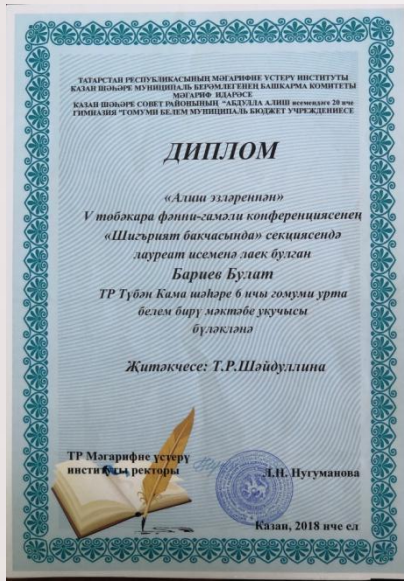 ТАТАРСТАН РЕСПУБЛИКАСЫНЫҢ МӘГАРИФНЕ ҮСТЕРҮ ИНСТИТУТЫ
КАЗАН ШӘҺӘРЕ МУНИЦИПАЛЬ БЕРӘМЛЕГЕНЕҢ БАШКАРМА КОМИТЕТЫ
МӘГАРИФ ИДАРӘСЕ
КАЗАН ШӘҺӘРЕ СОВЕТ РАЙОНЫНЫҢ "АБДУЛЛА АЛИШ исемендәге 20 нче
ГИМНАЗИЯ "ГОМУМИ БЕЛЕМ МУНИЦИПАЛЬ БЮДЖЕТ УЧРЕЖДЕНИЕСЕ
ДИПЛОМ
«Алиш эзләреннән»
V төбәкара фәнни-гамәли конференциясенең
«Шигърият бакчасында» секциясендә
лауреат исеменә лаек булган
Бариев Булат
ТР Түбән Кама шәһәре 6 нчы гомуми урта
белем бирү мәктәбе укучысы
бүләкләнә
Җитәкчесе: Т.Р.Шәйдуллина
ТР Мәгарифне үстерү
институты ректоры
Л.Н. Нугуманова
Казан, 2018 нче ел